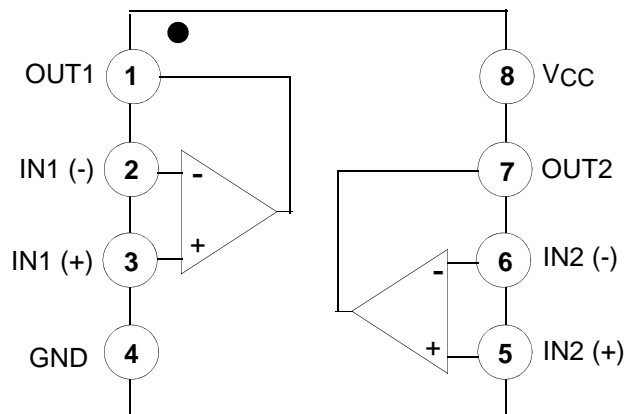 OUT1 1 8 VCC
IN1 (-) 2 - 7 OUT2
IN1 (+) 3 + - 6 IN2 (-)
GND 4 + 5 IN2 (+)